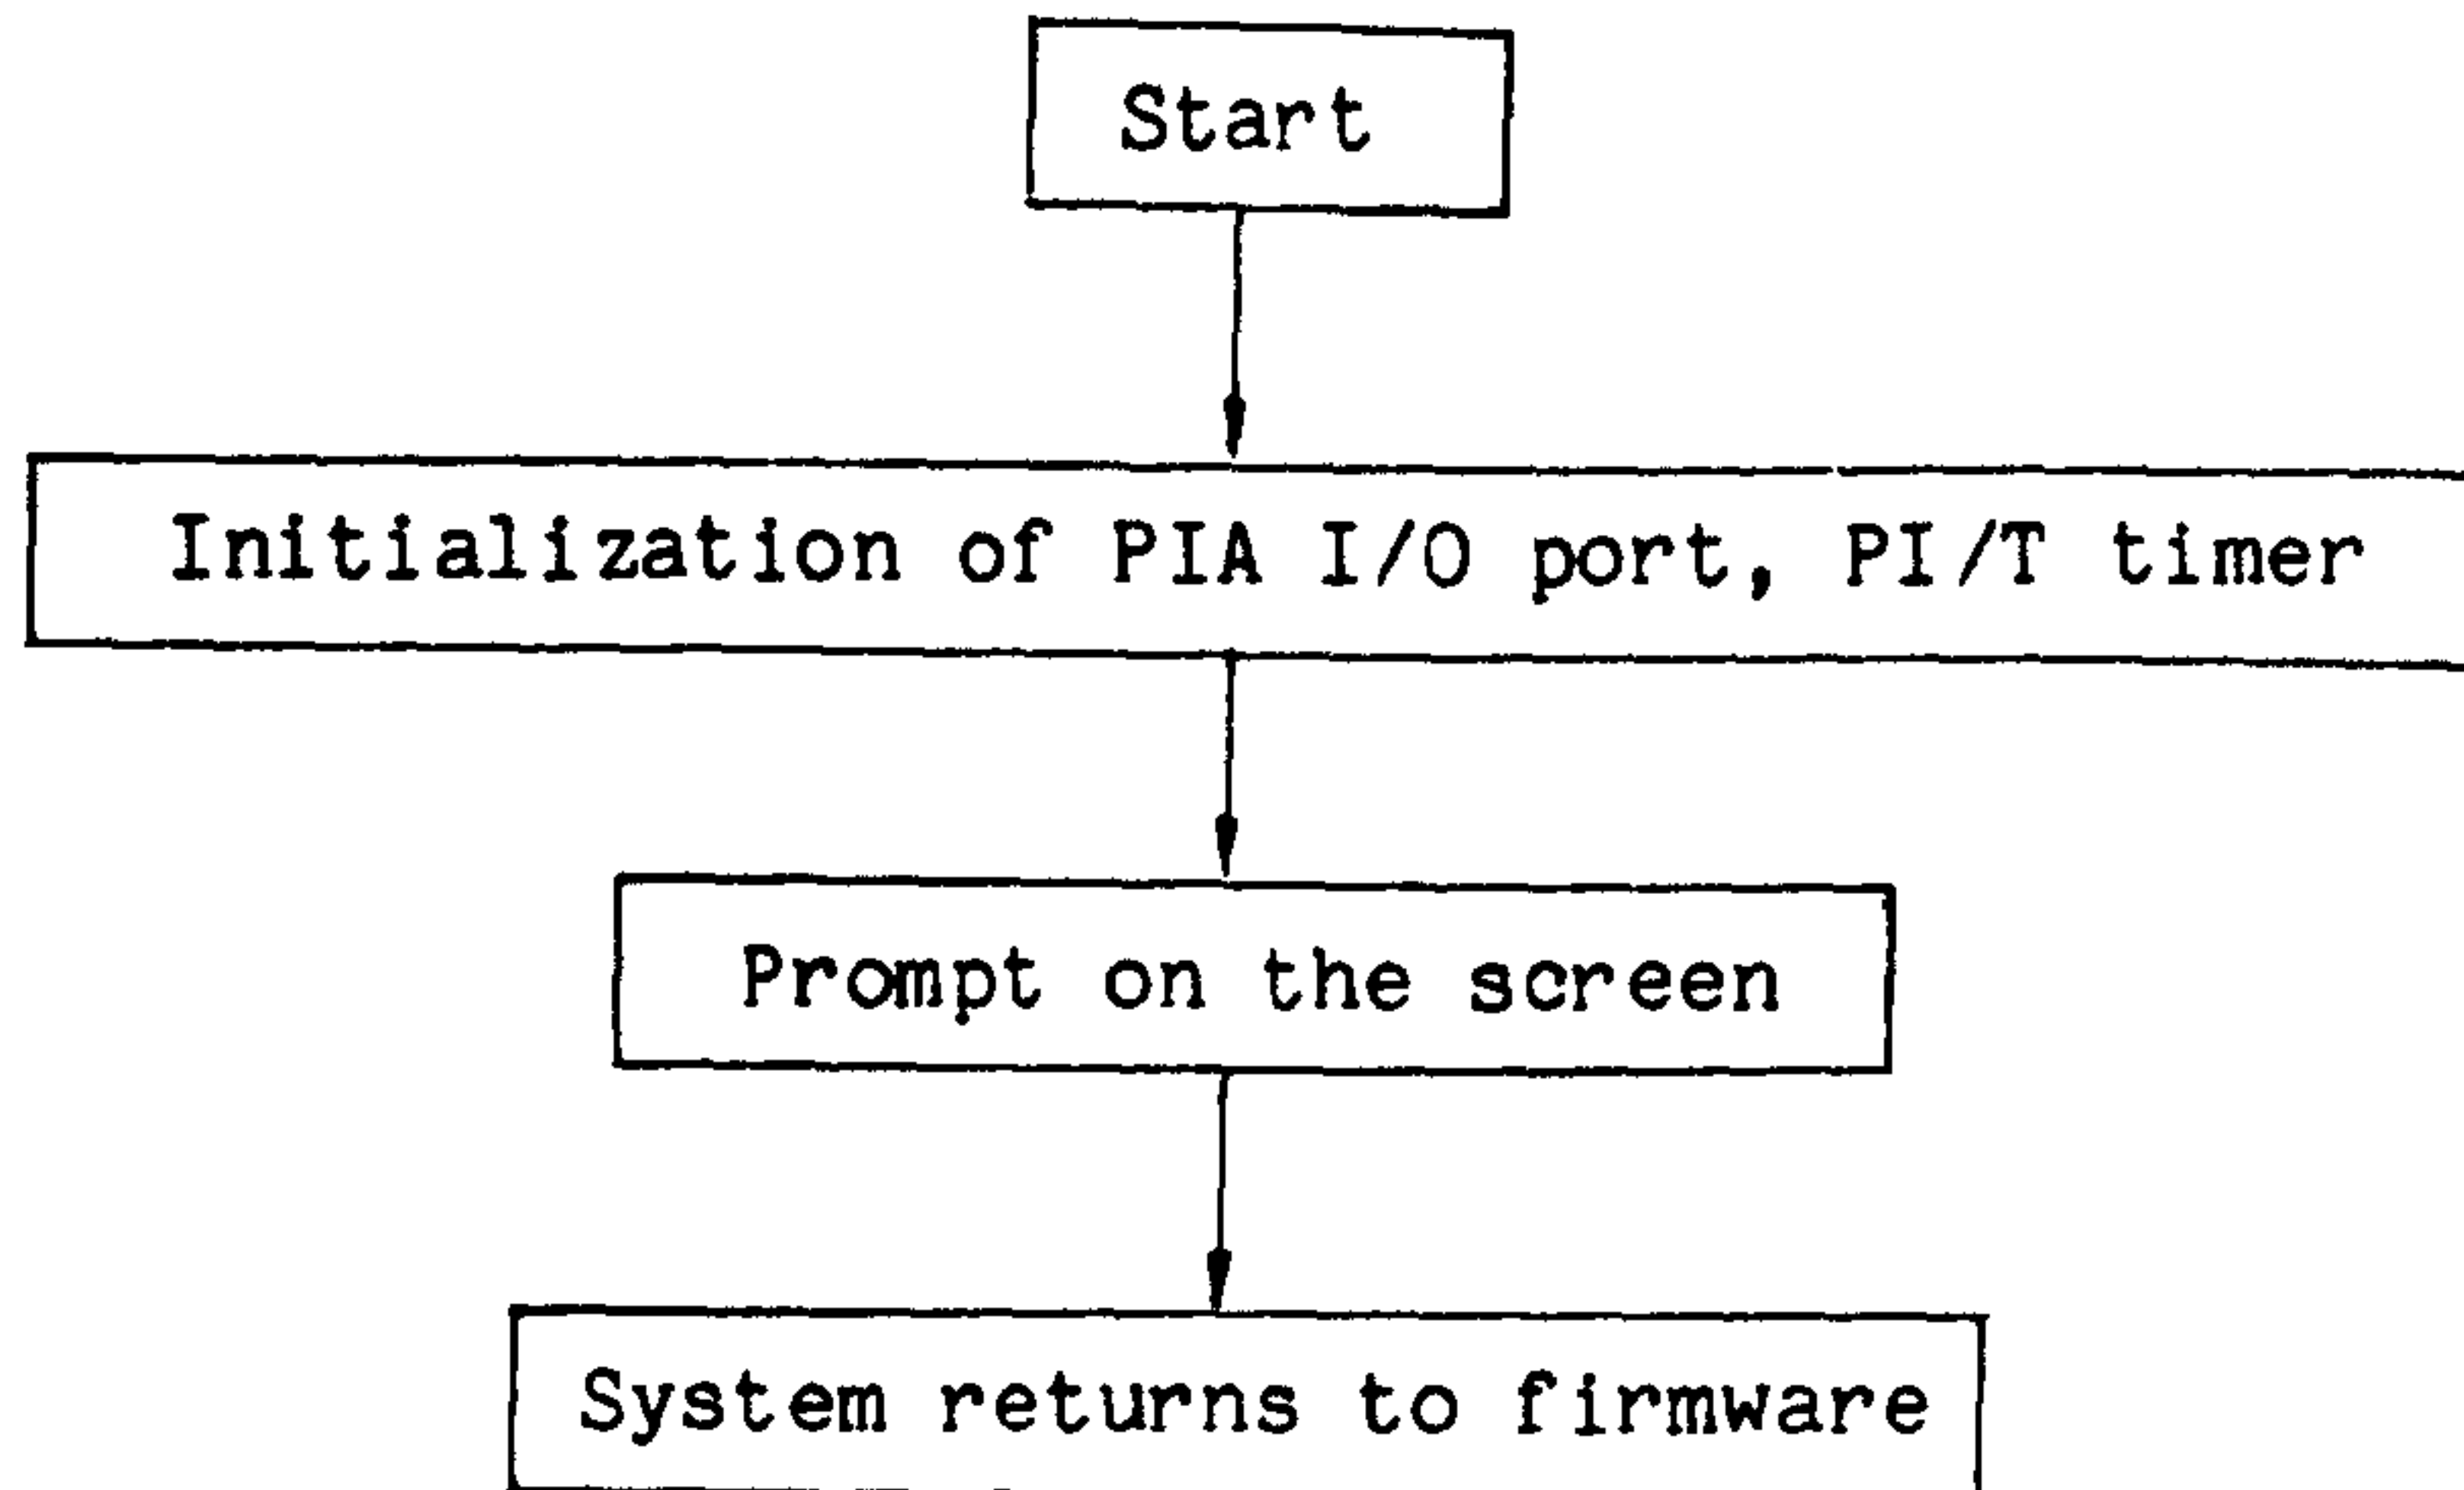 Start
Initialization of PIA I/O port, PI/T timer
Prompt on the screen
System returns to firmware